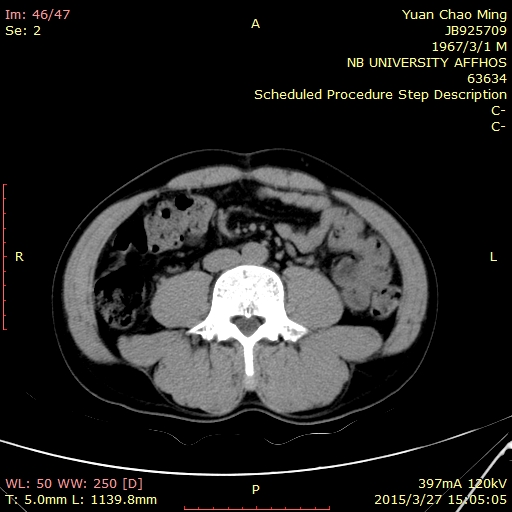 Im: 46/47
Se: 2
A
Yuan Chao Ming
JB925709
1967/3/1 M
NB UNIVERSITY AFFHOS
63634
Scheduled Procedure Step Description
C-
C-
R
L
WL: 50 WW: 250 [D]
T: 5.0mm L: 1139.8mm
P
397mA 120kV
2015/3/27 15:05:05